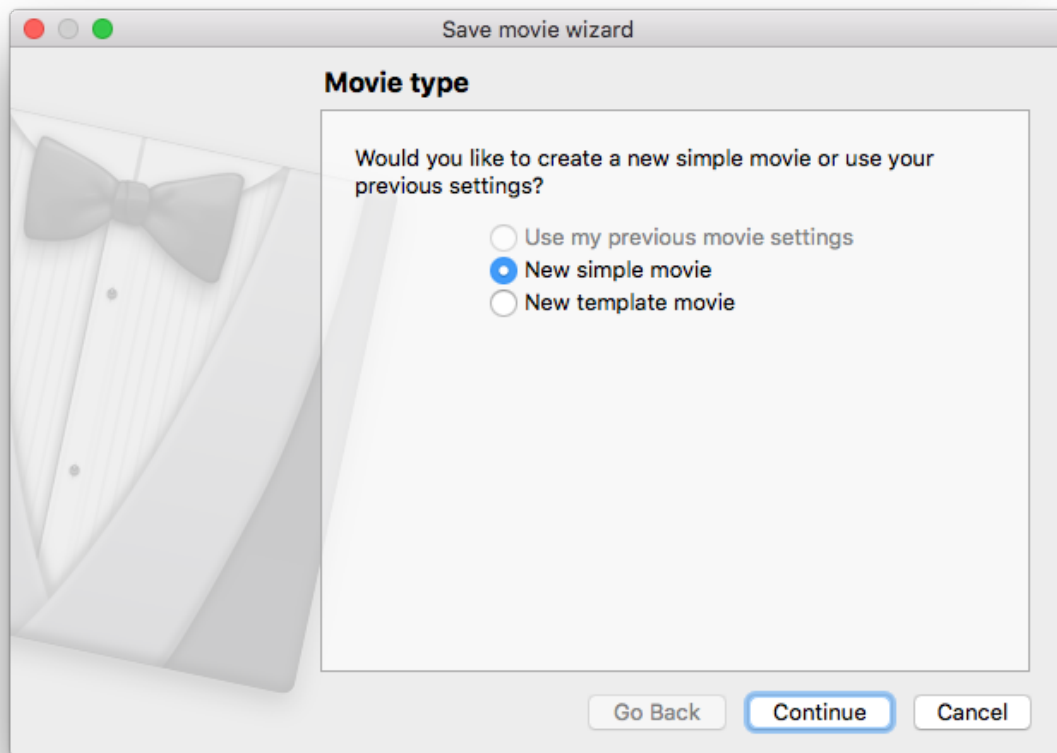 Save movie wizard
Movie type
Would you like to create a new simple movie or use your
previous settings?
Use my previous movie settings
New simple movie
New template movie
Go Back
Continue
Cancel